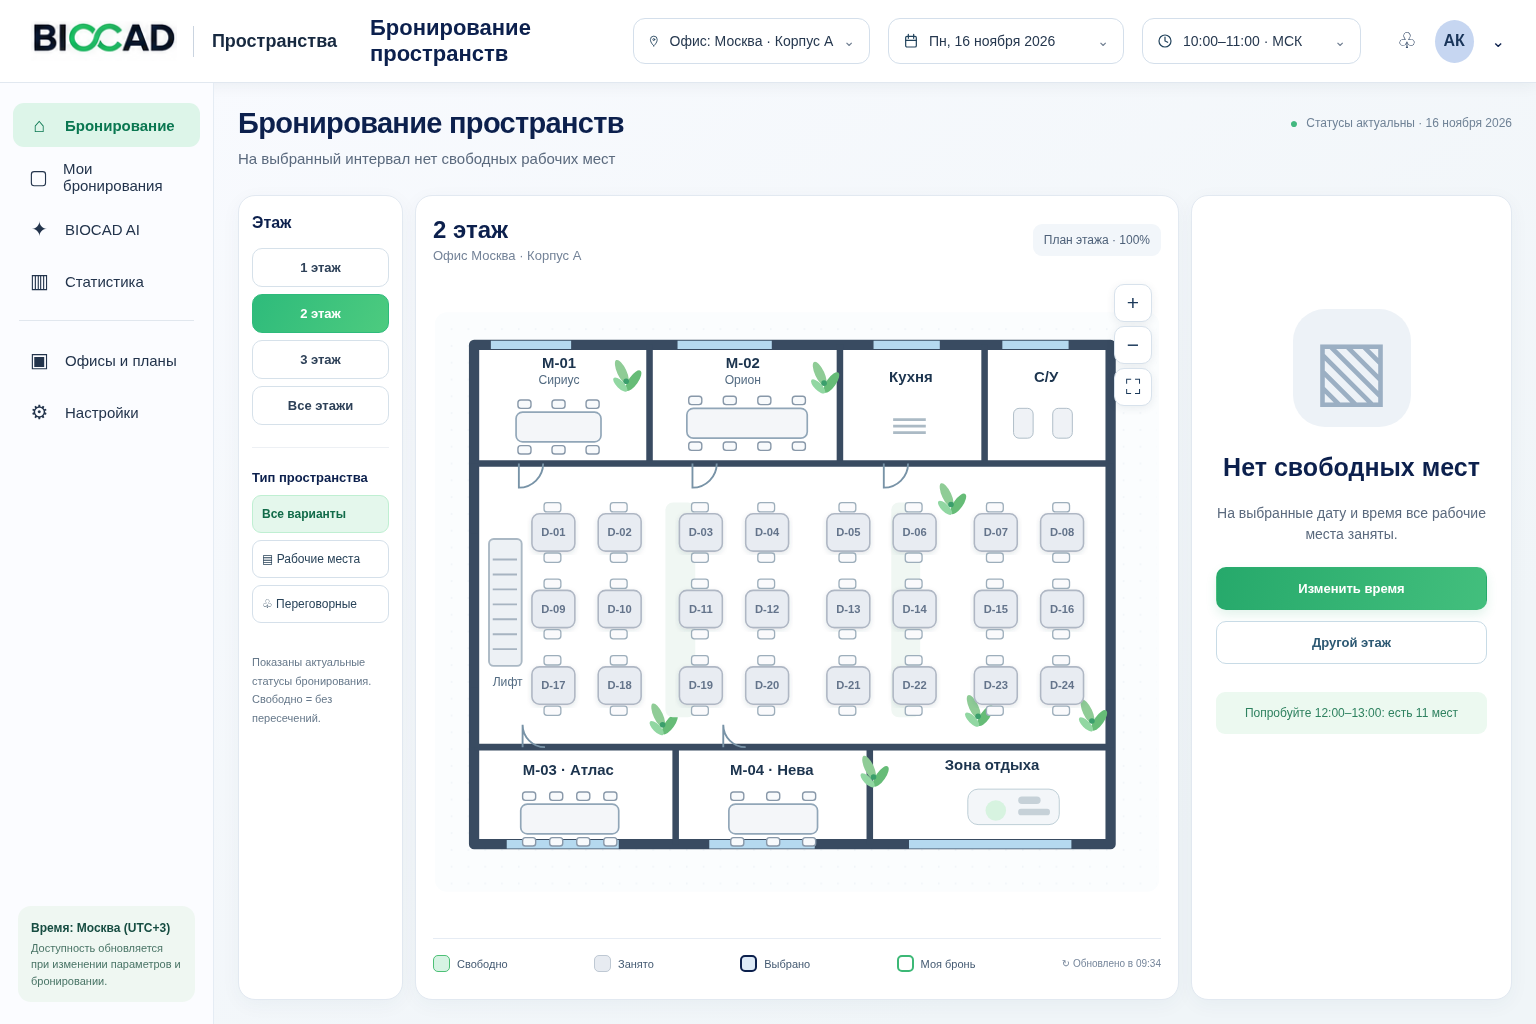 BIOCAD
Пространства
Бронирование
пространств
Офис: Москва · Корпус А
Пн, 16 ноября 2026
10:00–11:00 · МСК
АК
Бронирование
Мои
бронирования
BIOCAD AI
Статистика
Офисы и планы
Настройки
Время: Москва (UTC+3)
Доступность обновляется
при изменении параметров и
бронировании.
Бронирование пространств
На выбранный интервал нет свободных рабочих мест
Статусы актуальны · 16 ноября 2026
Этаж
1 этаж
2 этаж
3 этаж
Все этажи
Тип пространства
Все варианты
Рабочие места
Переговорные
Показаны актуальные
статусы бронирования.
Свободно = без
пересечений.
2 этаж
Офис Москва · Корпус А
План этажа · 100%
+
−
M-01
Сириус
M-02
Орион
Кухня
С/У
D-01 D-02 D-03 D-04 D-05 D-06 D-07 D-08
D-09 D-10 D-11 D-12 D-13 D-14 D-15 D-16
D-17 D-18 D-19 D-20 D-21 D-22 D-23 D-24
Лифт
M-03 · Атлас
M-04 · Нева
Зона отдыха
Свободно
Занято
Выбрано
Моя бронь
↻ Обновлено в 09:34
Нет свободных мест
На выбранные дату и время все рабочие
места заняты.
Изменить время
Другой этаж
Попробуйте 12:00–13:00: есть 11 мест